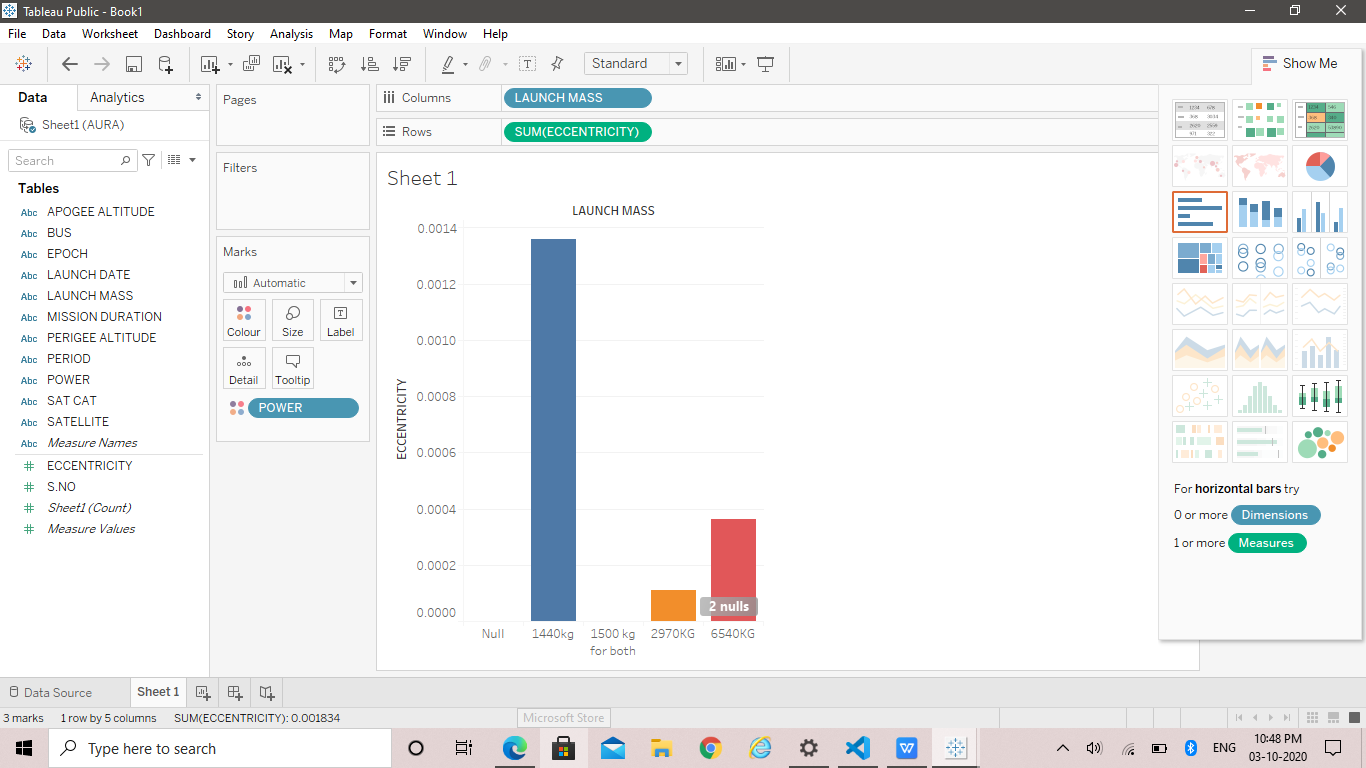 Tableau Public - Book1
File Data Worksheet Dashboard Story Analysis Map Format Window Help
Standard
Show Me
Data Analytics
Sheet1 (AURA)
Search
Tables
Abc APOGEE ALTITUDE
Abc BUS
Abc EPOCH
Abc LAUNCH DATE
Abc LAUNCH MASS
Abc MISSION DURATION
Abc PERIGEE ALTITUDE
Abc PERIOD
Abc POWER
Abc SAT CAT
Abc SATELLITE
Abc Measure Names
# ECCENTRICITY
# S.NO
# Sheet1 (Count)
# Measure Values
Pages
Filters
Marks
Automatic
Colour Size Label
Detail Tooltip
POWER
Columns LAUNCH MASS
Rows SUM(ECCENTRICITY)
Sheet 1
LAUNCH MASS
0.0014
0.0012
0.0010
0.0008
0.0006
0.0004
0.0002
0.0000
ECCENTRICITY
2 nulls
Null 1440kg 1500 kg 2970KG 6540KG
for both
For horizontal bars try
0 or more Dimensions
1 or more Measures
Data Source Sheet 1
3 marks 1 row by 5 columns SUM(ECCENTRICITY): 0.001834
Microsoft Store
Type here to search
ENG
10:48 PM
03-10-2020